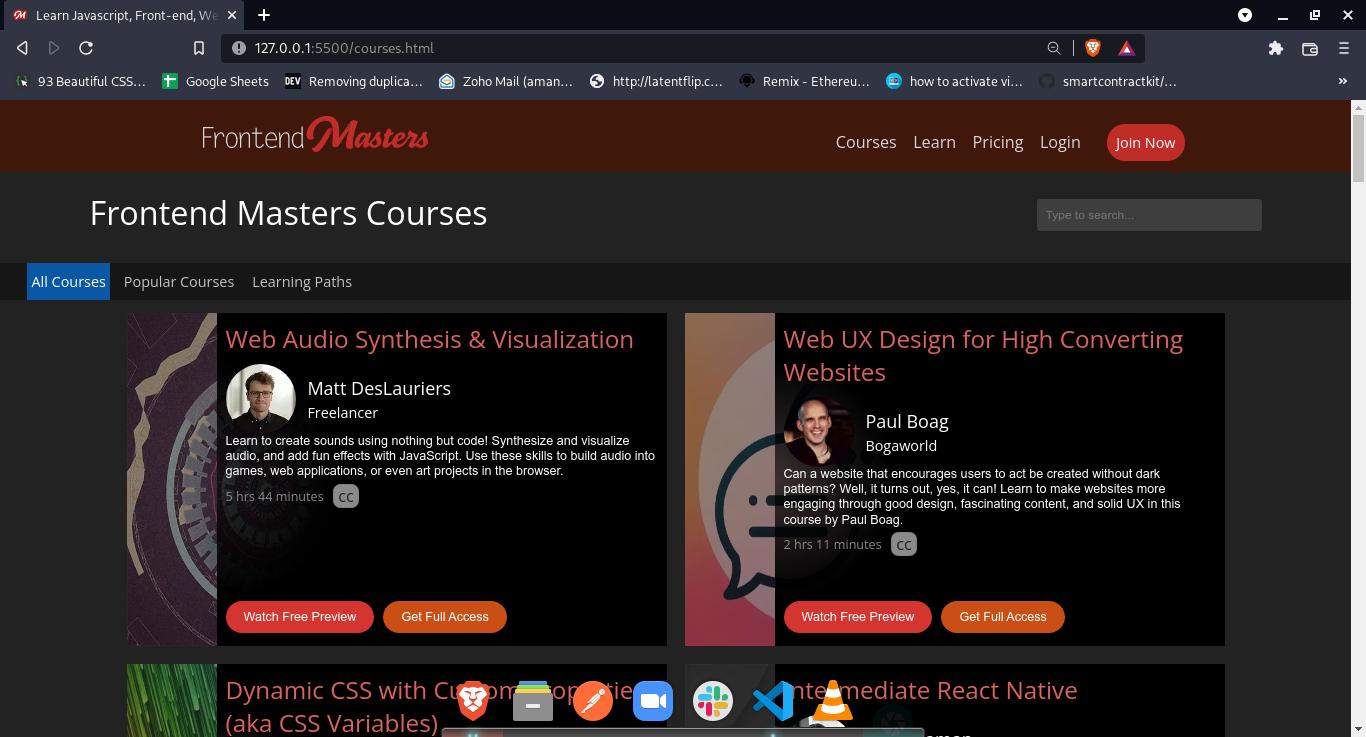 Learn Javascript, Front-end, We
127.0.0.1:5500/courses.html
93 Beautiful CSS...
Google Sheets
DEV
Removing duplica...
Zoho Mail (aman...
http://latentflip.c...
Remix - Ethereu...
how to activate vi...
smartcontractkit/...
»
Frontend Masters
Courses
Learn
Pricing
Login
Join Now
Frontend Masters Courses
Type to search...
All Courses
Popular Courses
Learning Paths
Web Audio Synthesis & Visualization
Matt DesLauriers
Freelancer
Learn to create sounds using nothing but code! Synthesize and visualize
audio, and add fun effects with JavaScript. Use these skills to build audio into
games, web applications, or even art projects in the browser.
5 hrs 44 minutes CC
Watch Free Preview
Get Full Access
Web UX Design for High Converting
Websites
Paul Boag
Bogaworld
Can a website that encourages users to act be created without dark
patterns? Well, it turns out, yes, it can! Learn to make websites more
engaging through good design, fascinating content, and solid UX in this
course by Paul Boag.
2 hrs 11 minutes CC
Watch Free Preview
Get Full Access
Dynamic CSS with Custom Properties
(aka CSS Variables)
Intermediate React Native